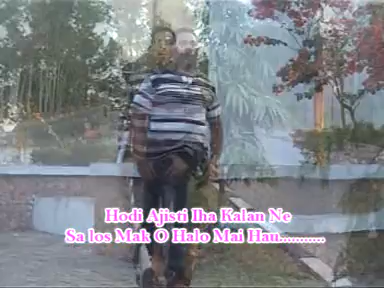 Hodi Ajisti Iha Kalan Ne
Sa los Mak O Halo Mai Hau...........